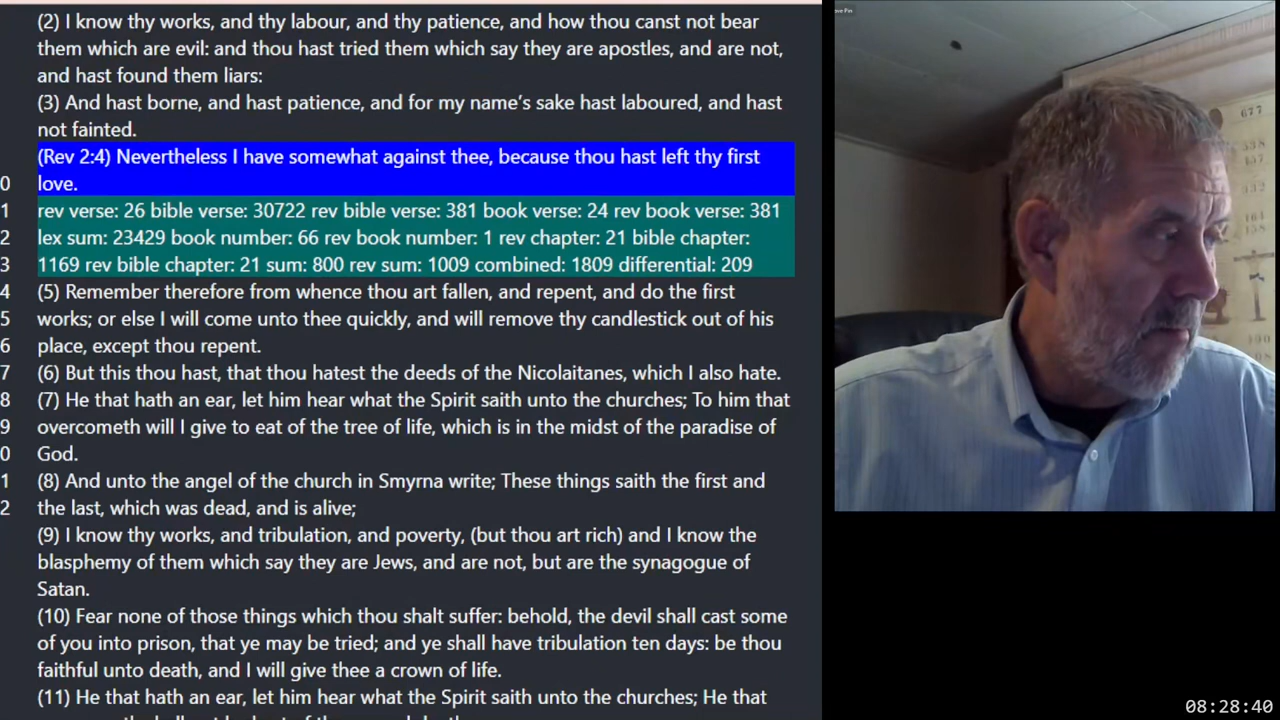 (2) I know thy works, and thy labour, and thy patience, and how thou canst not bear
them which are evil: and thou hast tried them which say they are apostles, and are not,
and hast found them liars:
(3) And hast borne, and hast patience, and for my name's sake hast laboured, and hast
not fainted.
(Rev 2:4) Nevertheless I have somewhat against thee, because thou hast left thy first
0 love.
1 rev verse: 26 bible verse: 30722 rev bible verse: 381 book verse: 24 rev book verse: 381
2 lex sum: 23429 book number: 66 rev book number: 1 rev chapter: 21 bible chapter:
3 1169 rev bible chapter: 21 sum: 800 rev sum: 1009 combined: 1809 differential: 209
4 (5) Remember therefore from whence thou art fallen, and repent, and do the first
5 works; or else I will come unto thee quickly, and will remove thy candlestick out of his
6 place, except thou repent.
7 (6) But this thou hast, that thou hatest the deeds of the Nicolaitanes, which I also hate.
8 (7) He that hath an ear, let him hear what the Spirit saith unto the churches; To him that
9 overcometh will I give to eat of the tree of life, which is in the midst of the paradise of
0 God.
1 (8) And unto the angel of the church in Smyrna write; These things saith the first and
2 the last, which was dead, and is alive;
(9) I know thy works, and tribulation, and poverty, (but thou art rich) and I know the
blasphemy of them which say they are Jews, and are not, but are the synagogue of
Satan.
(10) Fear none of those things which thou shalt suffer: behold, the devil shall cast some
of you into prison, that ye may be tried; and ye shall have tribulation ten days: be thou
faithful unto death, and I will give thee a crown of life.
(11) He that hath an ear, let him hear what the Spirit saith unto the churches; He that
677
08:28:40